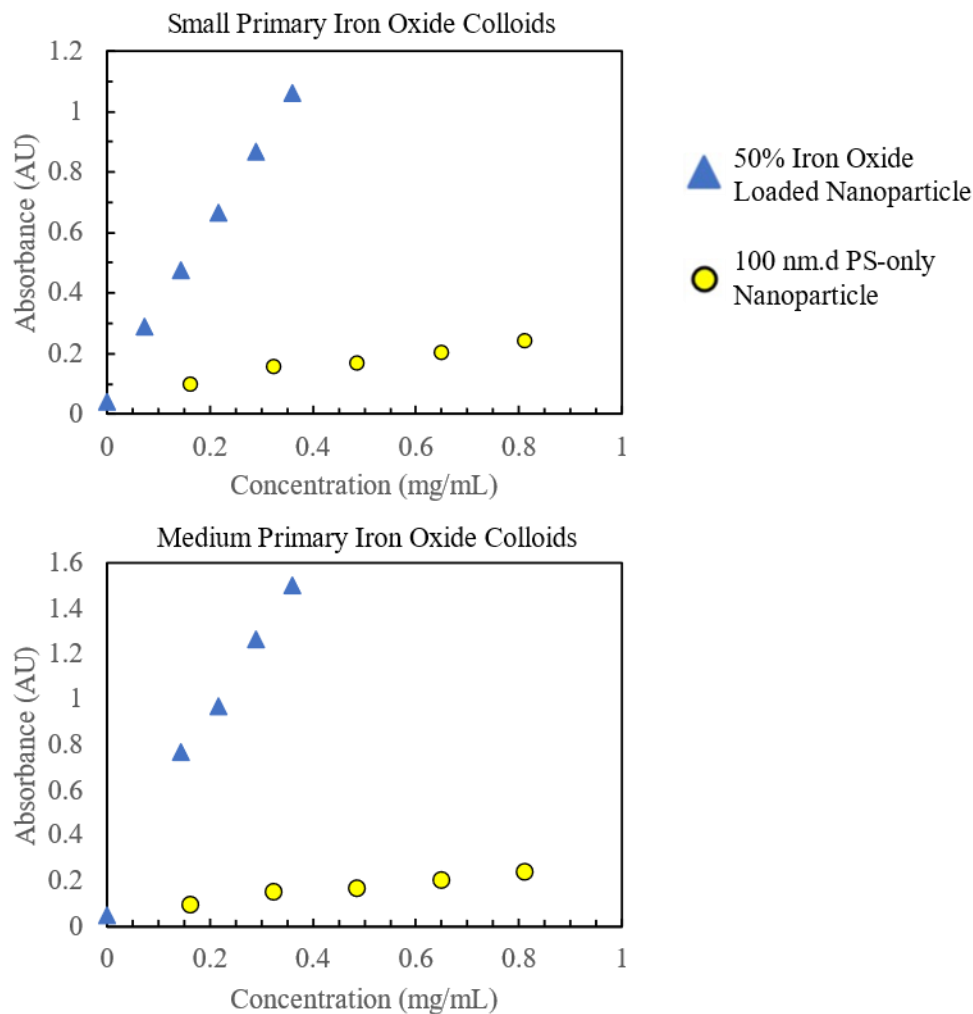 Small Primary Iron Oxide Colloids
1.2
1
0.8
0.6
0.4
0.2
0
Absorbance (AU)
0 0.2 0.4 0.6 0.8 1
Concentration (mg/mL)
50% Iron Oxide
Loaded Nanoparticle
100 nm.d PS-only
Nanoparticle
Medium Primary Iron Oxide Colloids
1.6
1.4
1.2
1
0.8
0.6
0.4
0.2
0
Absorbance (AU)
0 0.2 0.4 0.6 0.8 1
Concentration (mg/mL)